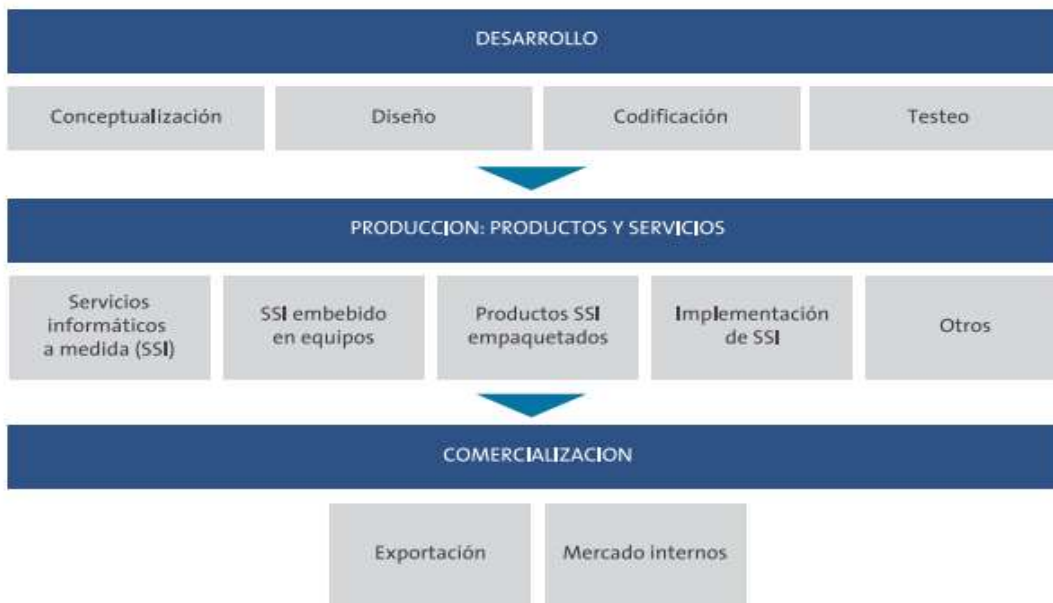 DESARROLLO
Conceptualización
Diseño
Codificación
Testeo
PRODUCCION: PRODUCTOS Y SERVICIOS
Servicios
informáticos
a medida (SSI)
SSI embebido
en equipos
Productos SSI
empaquetados
Implementación
de SSI
Otros
COMERCIALIZACION
Exportación
Mercado internos